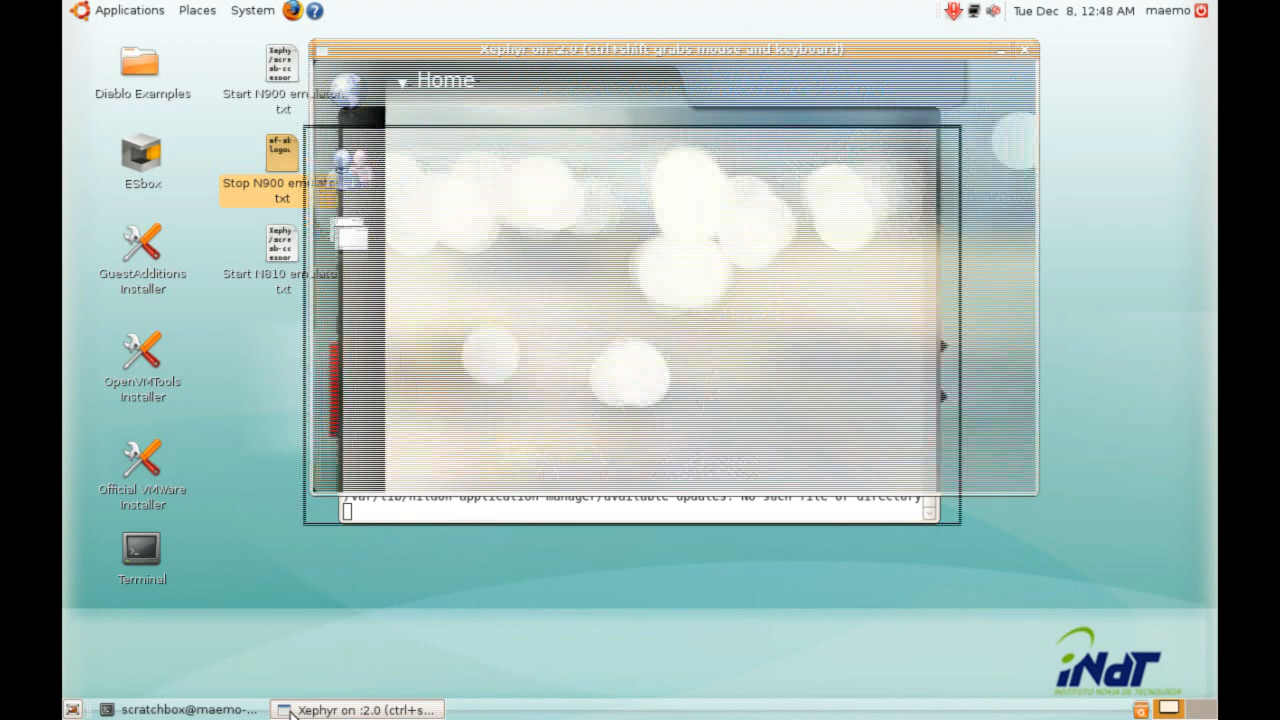 Applications Places System
Tue Dec 8, 12:48 AM maemo
Xephyr on :2.0 (ctrl+shift grabs mouse and keyboard)
Home
Diablo Examples
ESbox
GuestAdditions
Installer
OpenVMTools
Installer
Official VMWare
Installer
Terminal
Start N900 emulator.
txt
Stop N900
txt
Start N810
txt
/var/lib/hildon-application-manager/available-updates: No such file or directory
iNdT
INSTITUTO NOKIA DE TECNOLOGIA
scratchbox@maemo-...
Xephyr on :2.0 (ctrl+s...